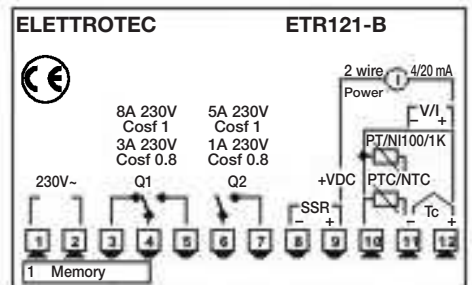 ELETTROTEC ETR121-B
CE
2 wire I 4/20 mA
Power
V/I
- +
8A 230V 5A 230V
Cosf 1 Cosf 1
3A 230V 1A 230V
Cosf 0.8 Cosf 0.8
PT/NI100/1K
230V~ Q1 Q2 +VDC PTC/NTC
SSR Tc
- + - +
1 2 3 4 5 6 7 8 9 10 11 12
1 Memory